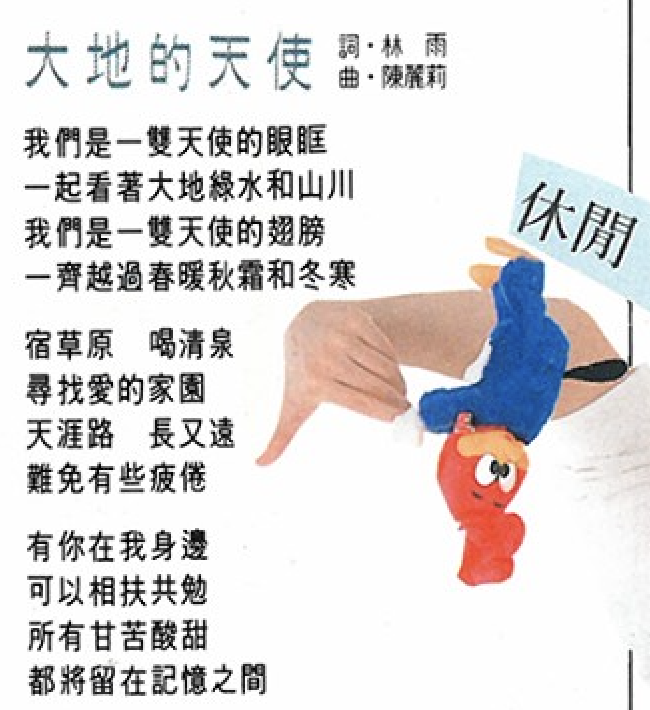 大地的天使
詞・林　雨
曲・陳麗莉
我們是一雙天使的眼眶
一起看著大地綠水和山川
我們是一雙天使的翅膀
一齊越過春暖秋霜和冬寒
宿草原　喝清泉
尋找愛的家園
天涯路　長又遠
難免有些疲倦
有你在我身邊
可以相扶共勉
所有甘苦酸甜
都將留在記憶之間
休閒